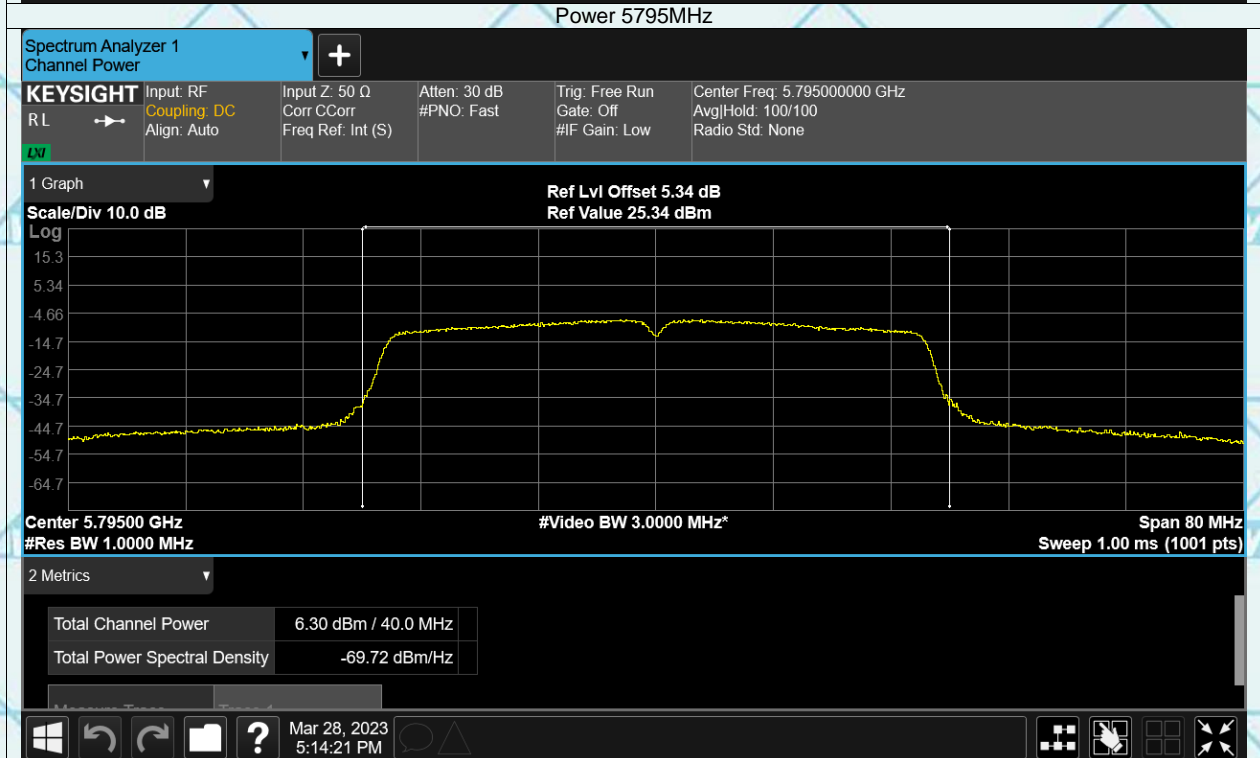 Power 5795MHz
Spectrum Analyzer 1
Channel Power
+
KEYSIGHT
R L
LXI
Input: RF
Coupling: DC
Align: Auto
Input Z: 50 Ω
Corr CCorr
Freq Ref: Int (S)
Atten: 30 dB
#PNO: Fast
Trig: Free Run
Gate: Off
#IF Gain: Low
Center Freq: 5.795000000 GHz
Avg|Hold: 100/100
Radio Std: None
1 Graph
Ref Lvl Offset 5.34 dB
Scale/Div 10.0 dB
Ref Value 25.34 dBm
Log
15.3
5.34
-4.66
-14.7
-24.7
-34.7
-44.7
-54.7
-64.7
Center 5.79500 GHz
#Video BW 3.0000 MHz*
Span 80 MHz
#Res BW 1.0000 MHz
Sweep 1.00 ms (1001 pts)
2 Metrics
Total Channel Power 6.30 dBm / 40.0 MHz
Total Power Spectral Density -69.72 dBm/Hz
?
Mar 28, 2023
5:14:21 PM